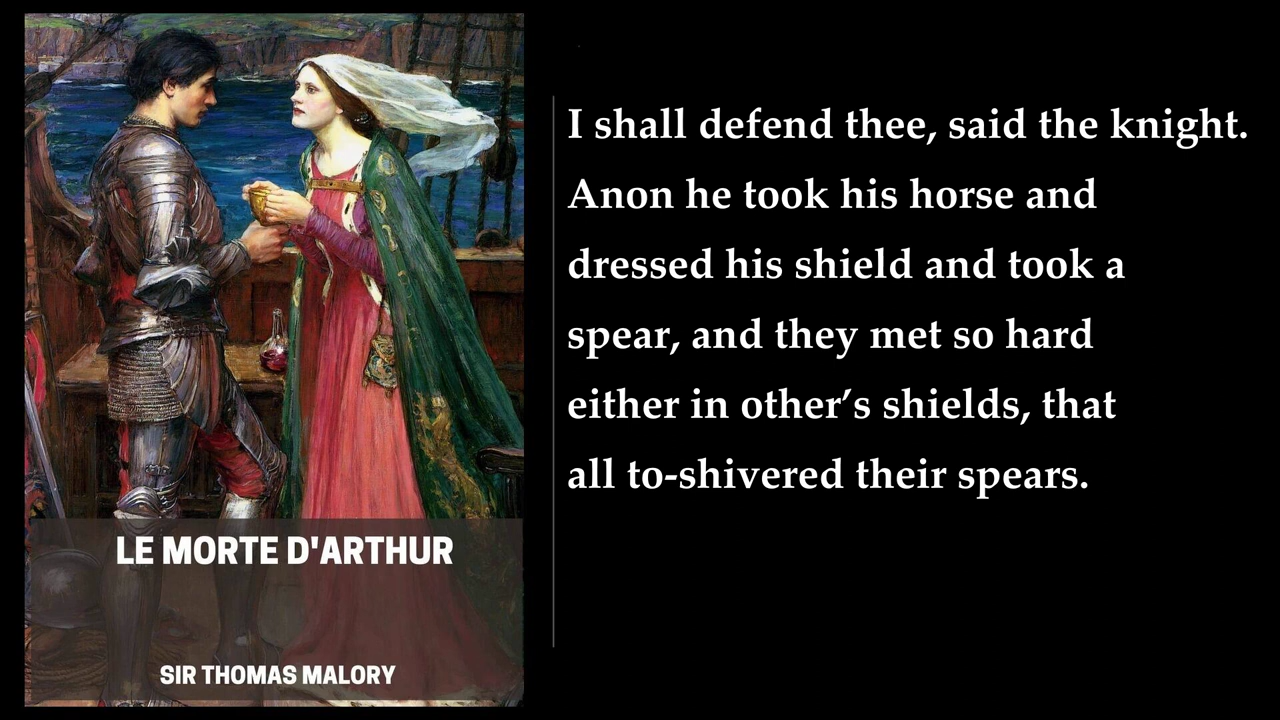 I shall defend thee, said the knight.
Anon he took his horse and
dressed his shield and took a
spear, and they met so hard
either in other’s shields, that
all to-shivered their spears.
LE MORTE D'ARTHUR
SIR THOMAS MALORY